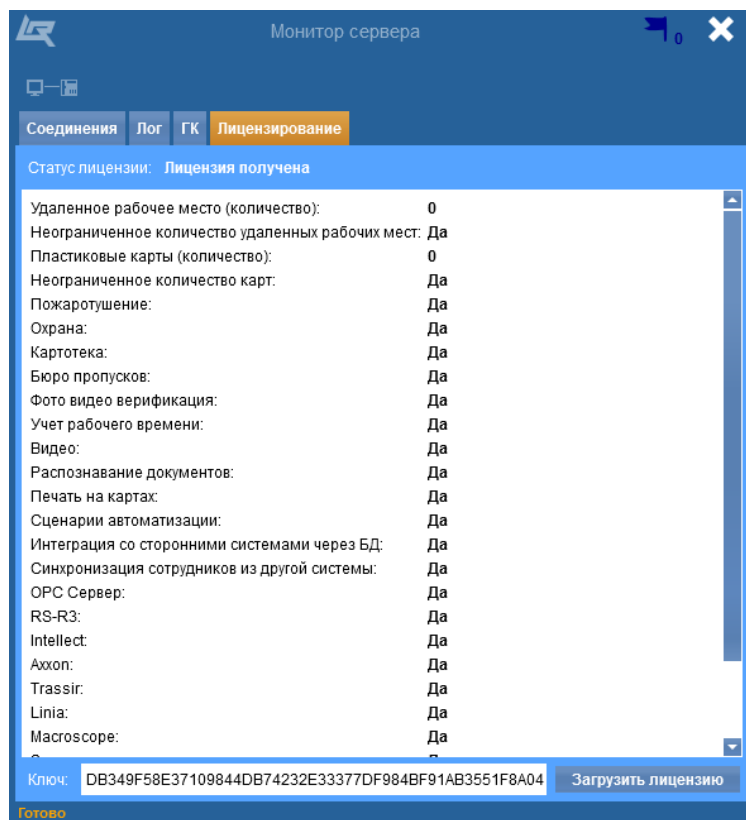 Монитор сервера
0
Соединения Лог ГК Лицензирование
Статус лицензии: Лицензия получена
Удаленное рабочее место (количество): 0
Неограниченное количество удаленных рабочих мест: Да
Пластиковые карты (количество): 0
Неограниченное количество карт: Да
Пожаротушение: Да
Охрана: Да
Картотека: Да
Бюро пропусков: Да
Фото видео верификация: Да
Учет рабочего времени: Да
Видео: Да
Распознавание документов: Да
Печать на картах: Да
Сценарии автоматизации: Да
Интеграция со сторонними системами через БД: Да
Синхронизация сотрудников из другой системы: Да
OPC Сервер: Да
RS-R3: Да
Intellect: Да
Axxon: Да
Trassir: Да
Linia: Да
Macroscope: Да
Ключ: DB349F58E37109844DB74232E33377DF984BF91AB3551F8A04 Загрузить лицензию
Готово